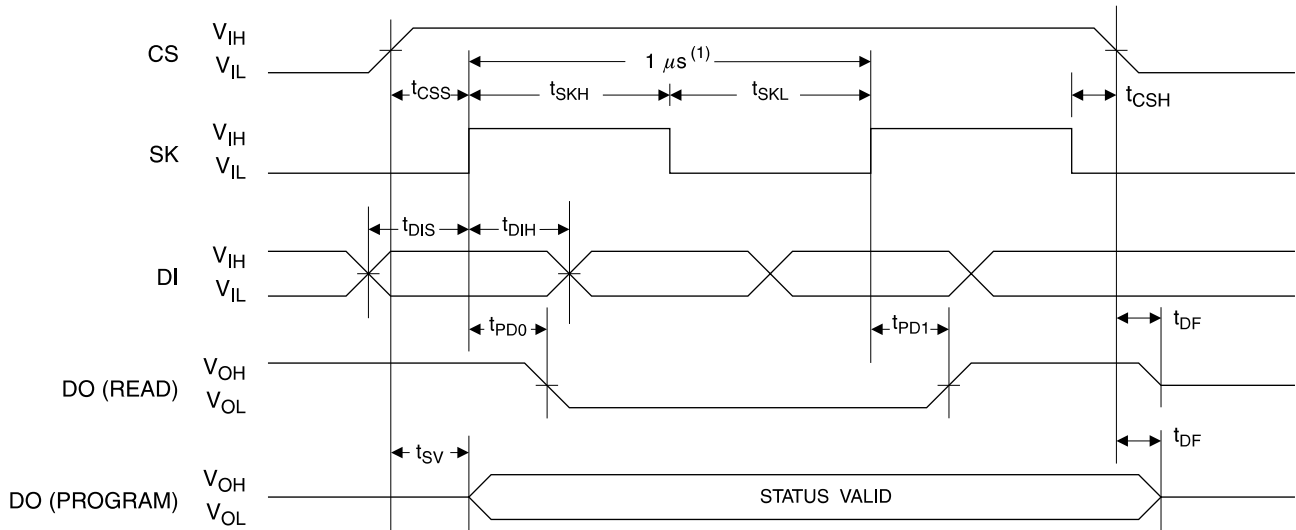 CS
V_IH
V_IL
1 μs (1)
t_CSS
t_SKH
t_SKL
t_CSH
SK
V_IH
V_IL
t_DIS
t_DIH
DI
V_IH
V_IL
t_PD0
t_PD1
t_DF
DO (READ)
V_OH
V_OL
t_SV
t_DF
DO (PROGRAM)
V_OH
V_OL
STATUS VALID